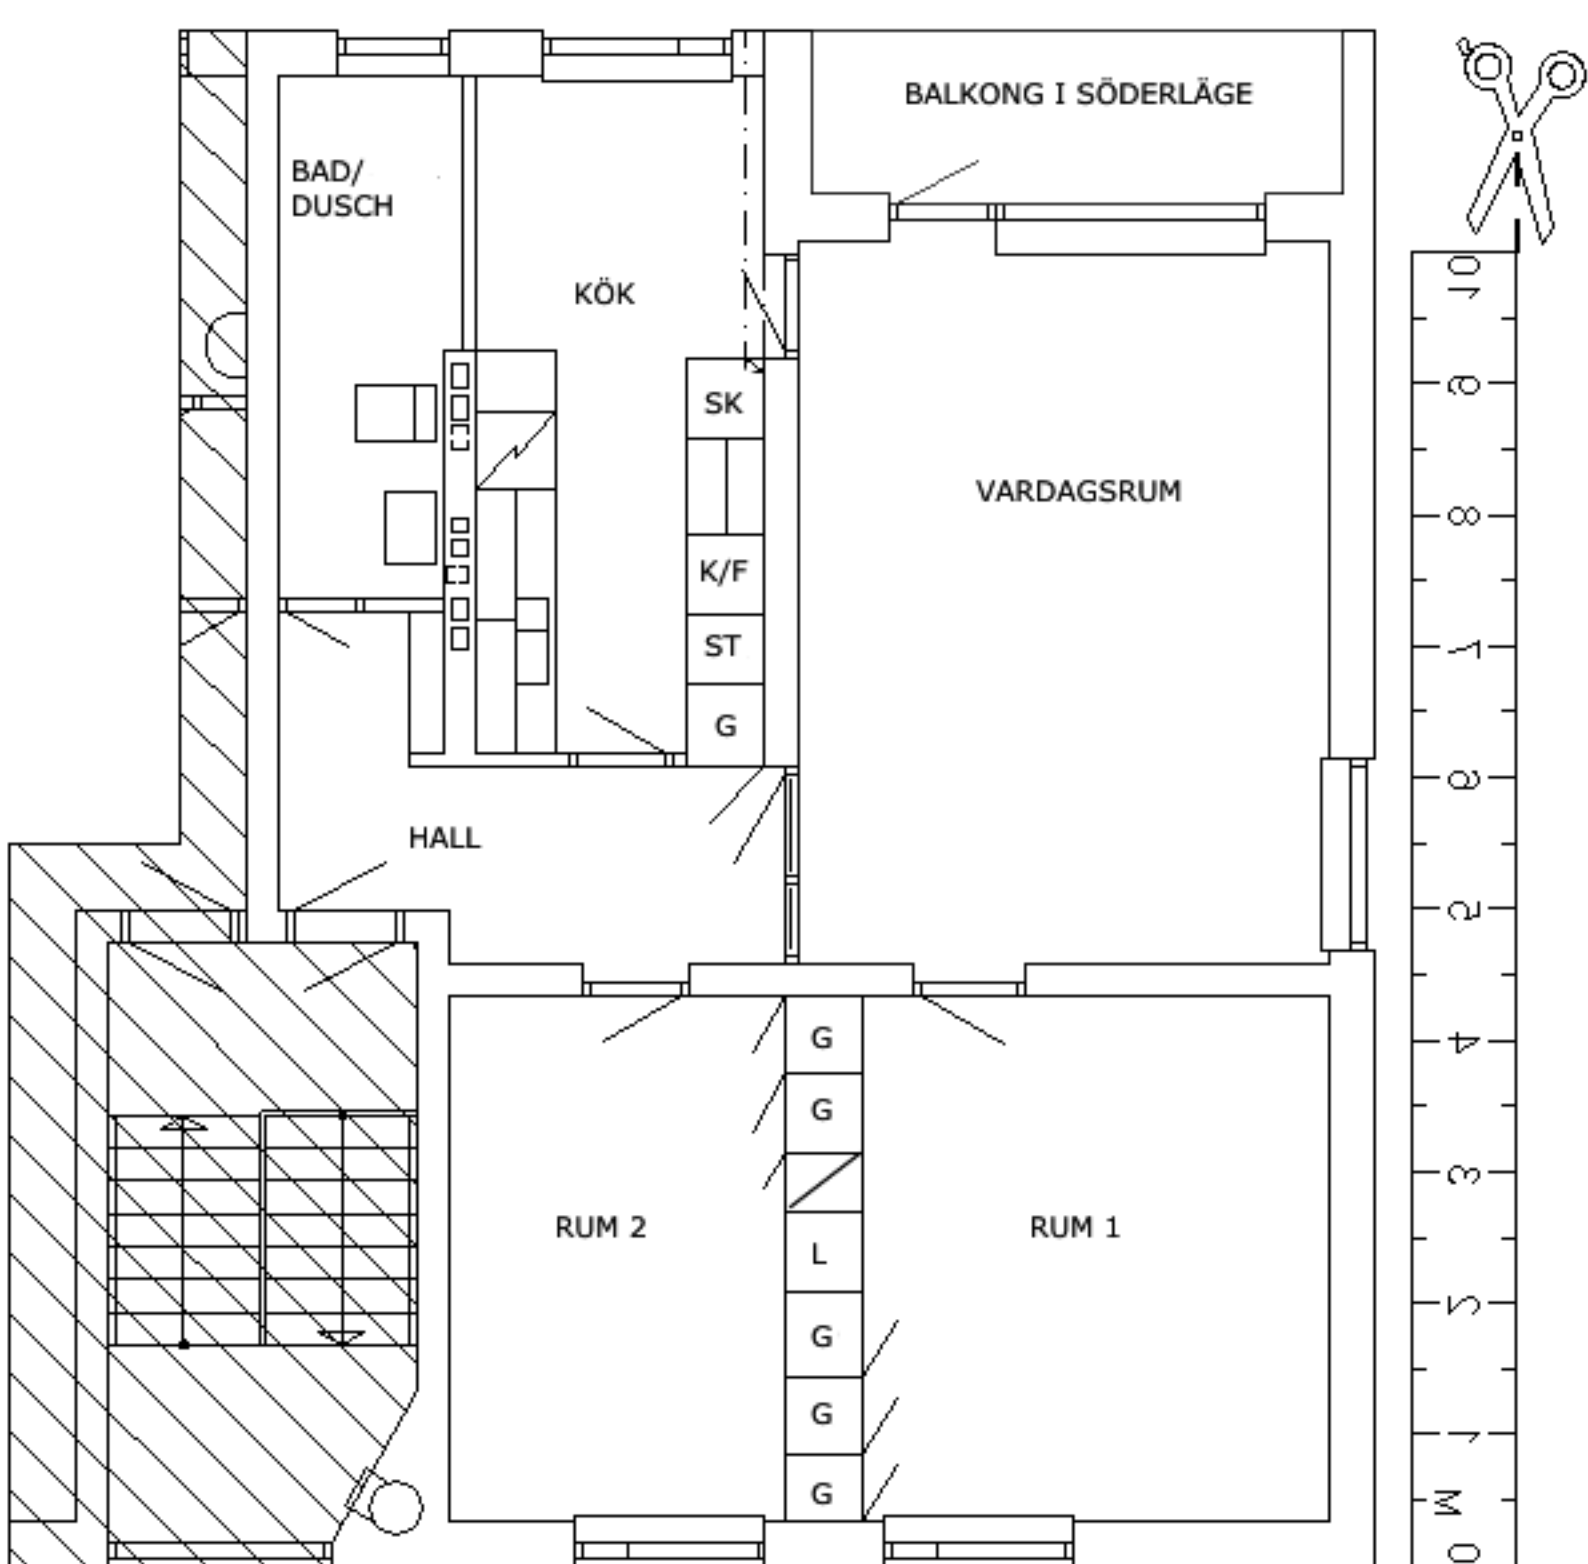 BALKONG I SÖDERLÄGE
BAD/
DUSCH
KÖK
SK
VARDAGSRUM
K/F
ST
G
HALL
G
G
RUM 2
RUM 1
L
G
G
G
10
9
8
7
6
5
4
3
2
1
M
0